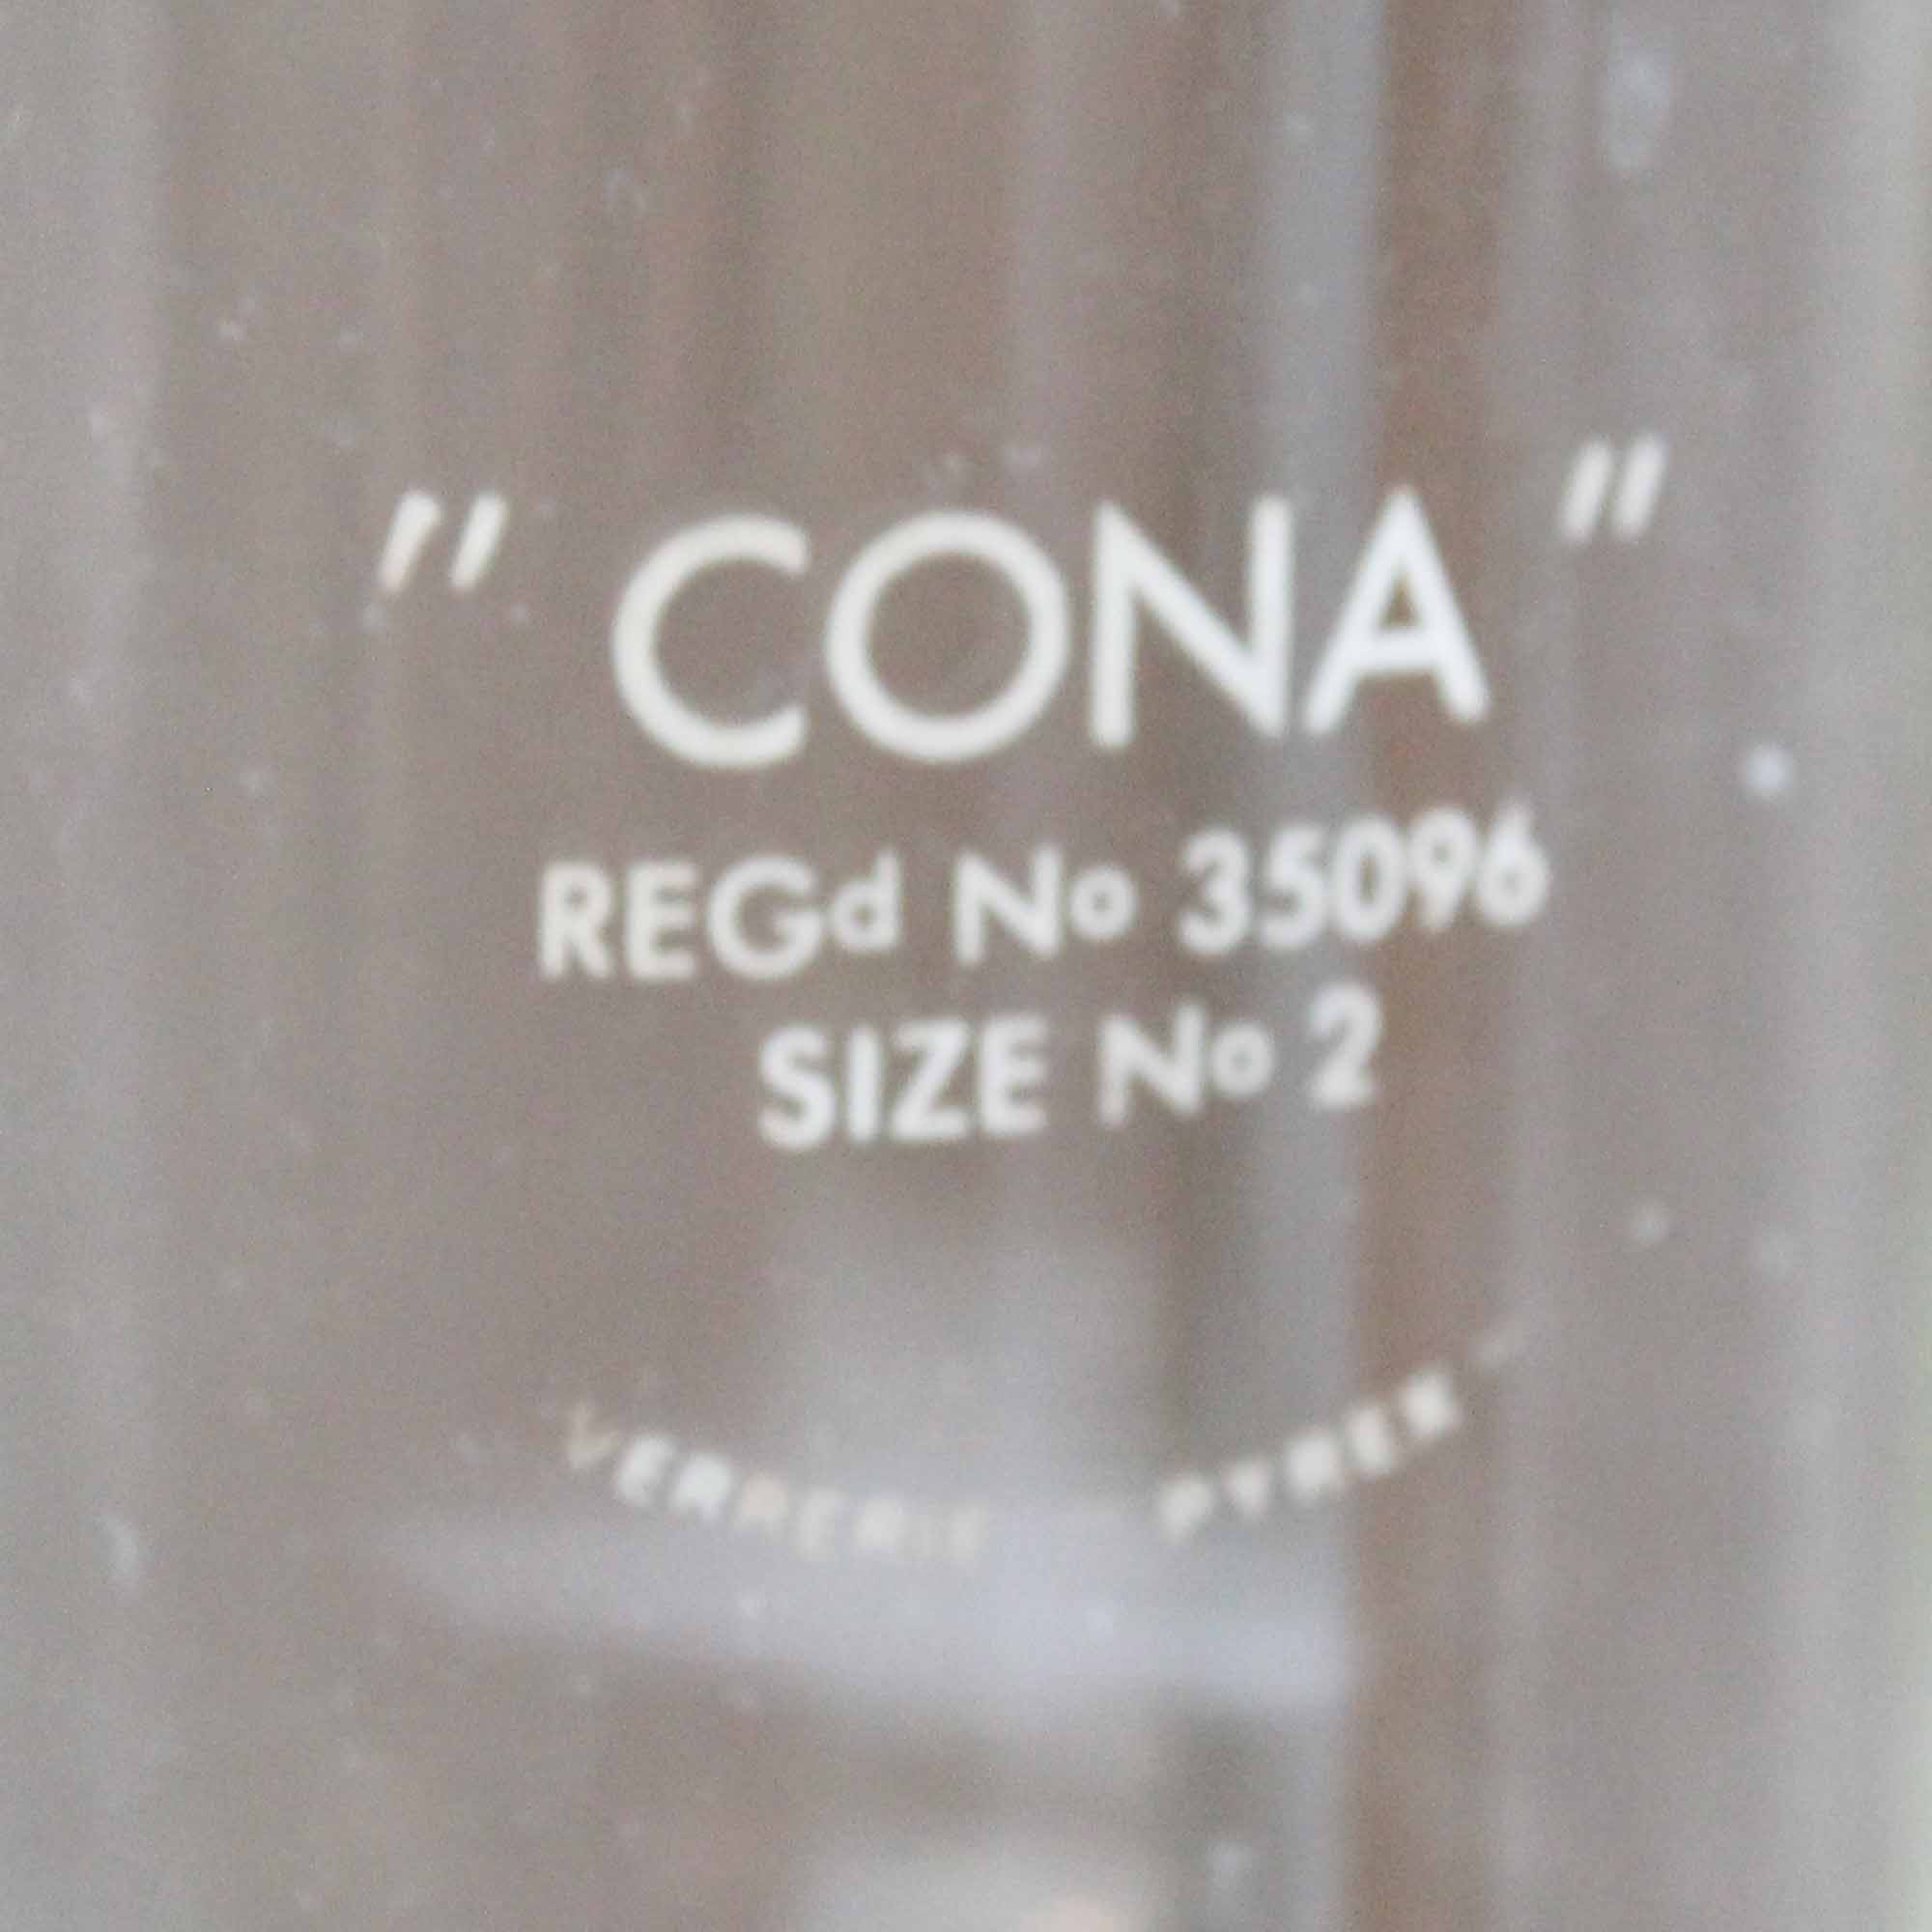 " CONA "
REGd No 35096
SIZE No 2
VERRERIE PYREX